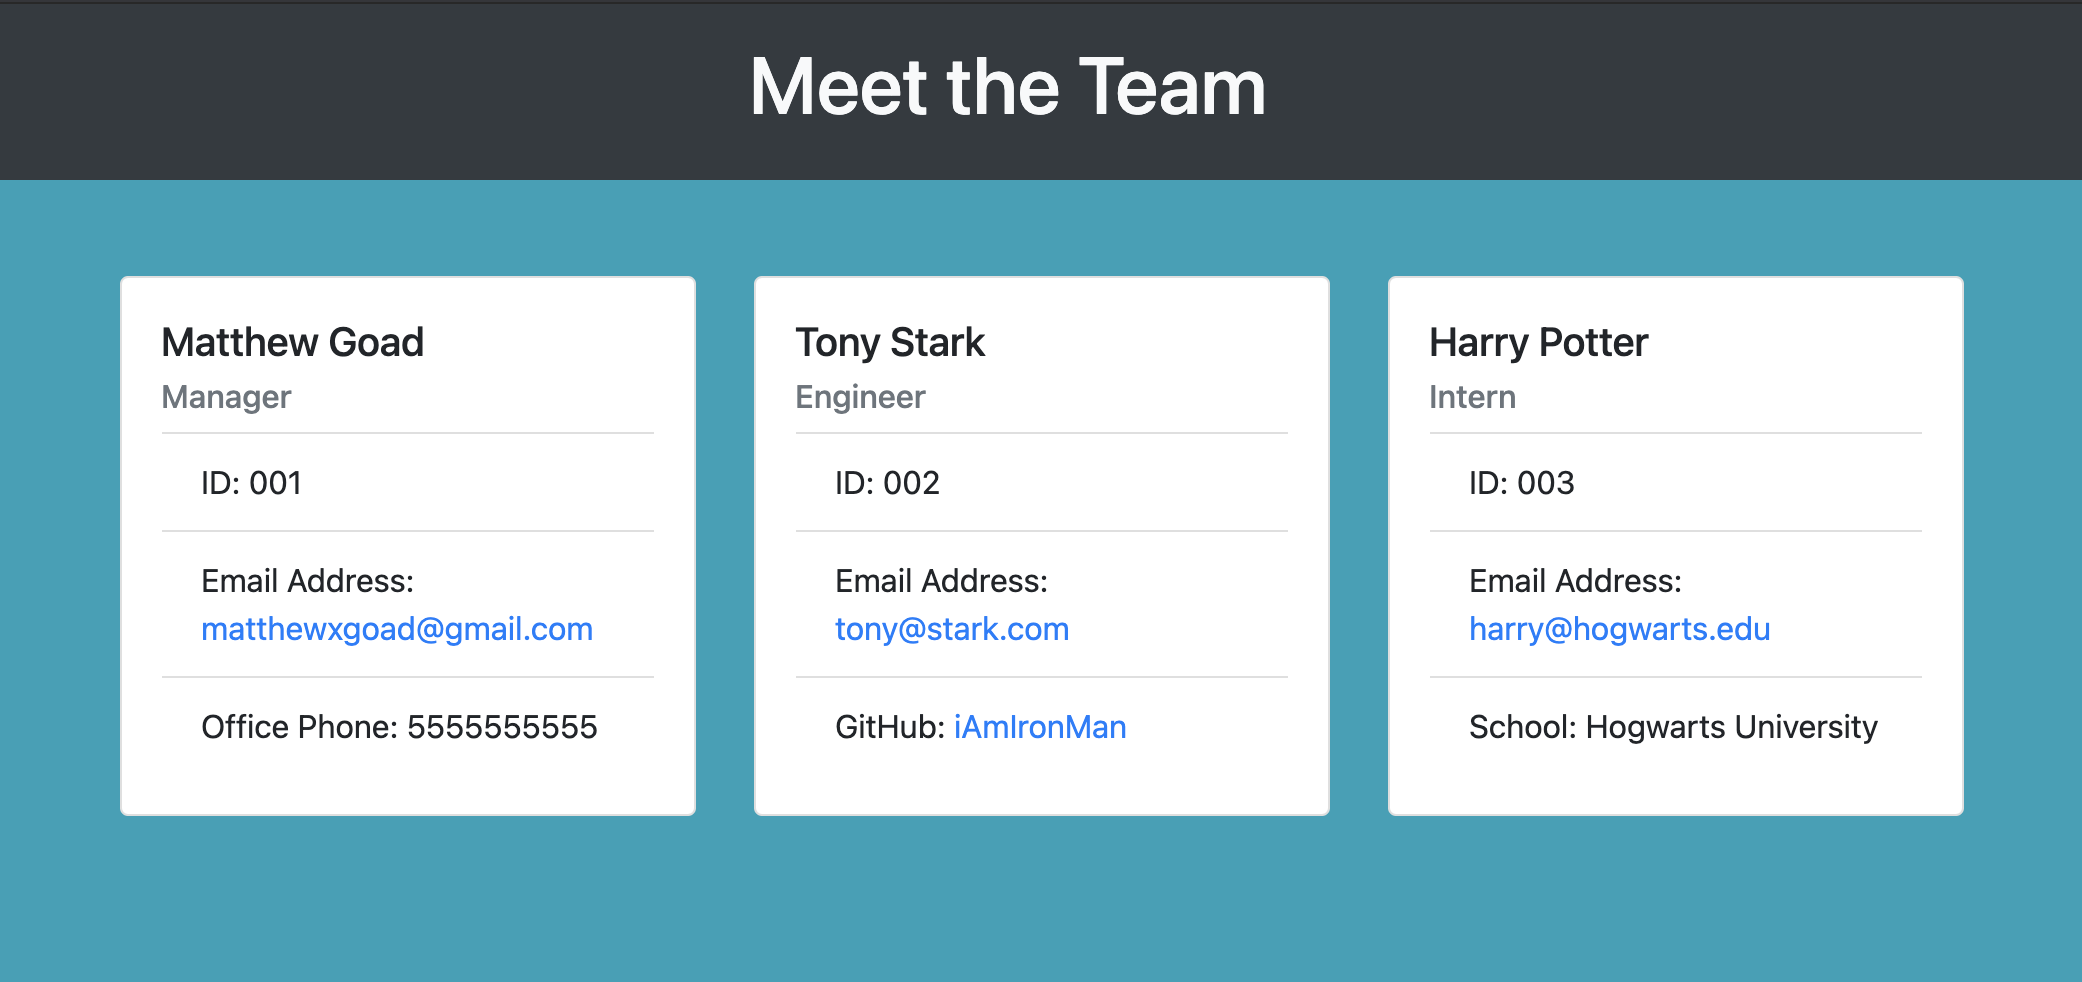 Meet the Team
Matthew Goad
Manager
ID: 001
Email Address:
matthewxgoad@gmail.com
Office Phone: 5555555555
Tony Stark
Engineer
ID: 002
Email Address:
tony@stark.com
GitHub: iAmIronMan
Harry Potter
Intern
ID: 003
Email Address:
harry@hogwarts.edu
School: Hogwarts University